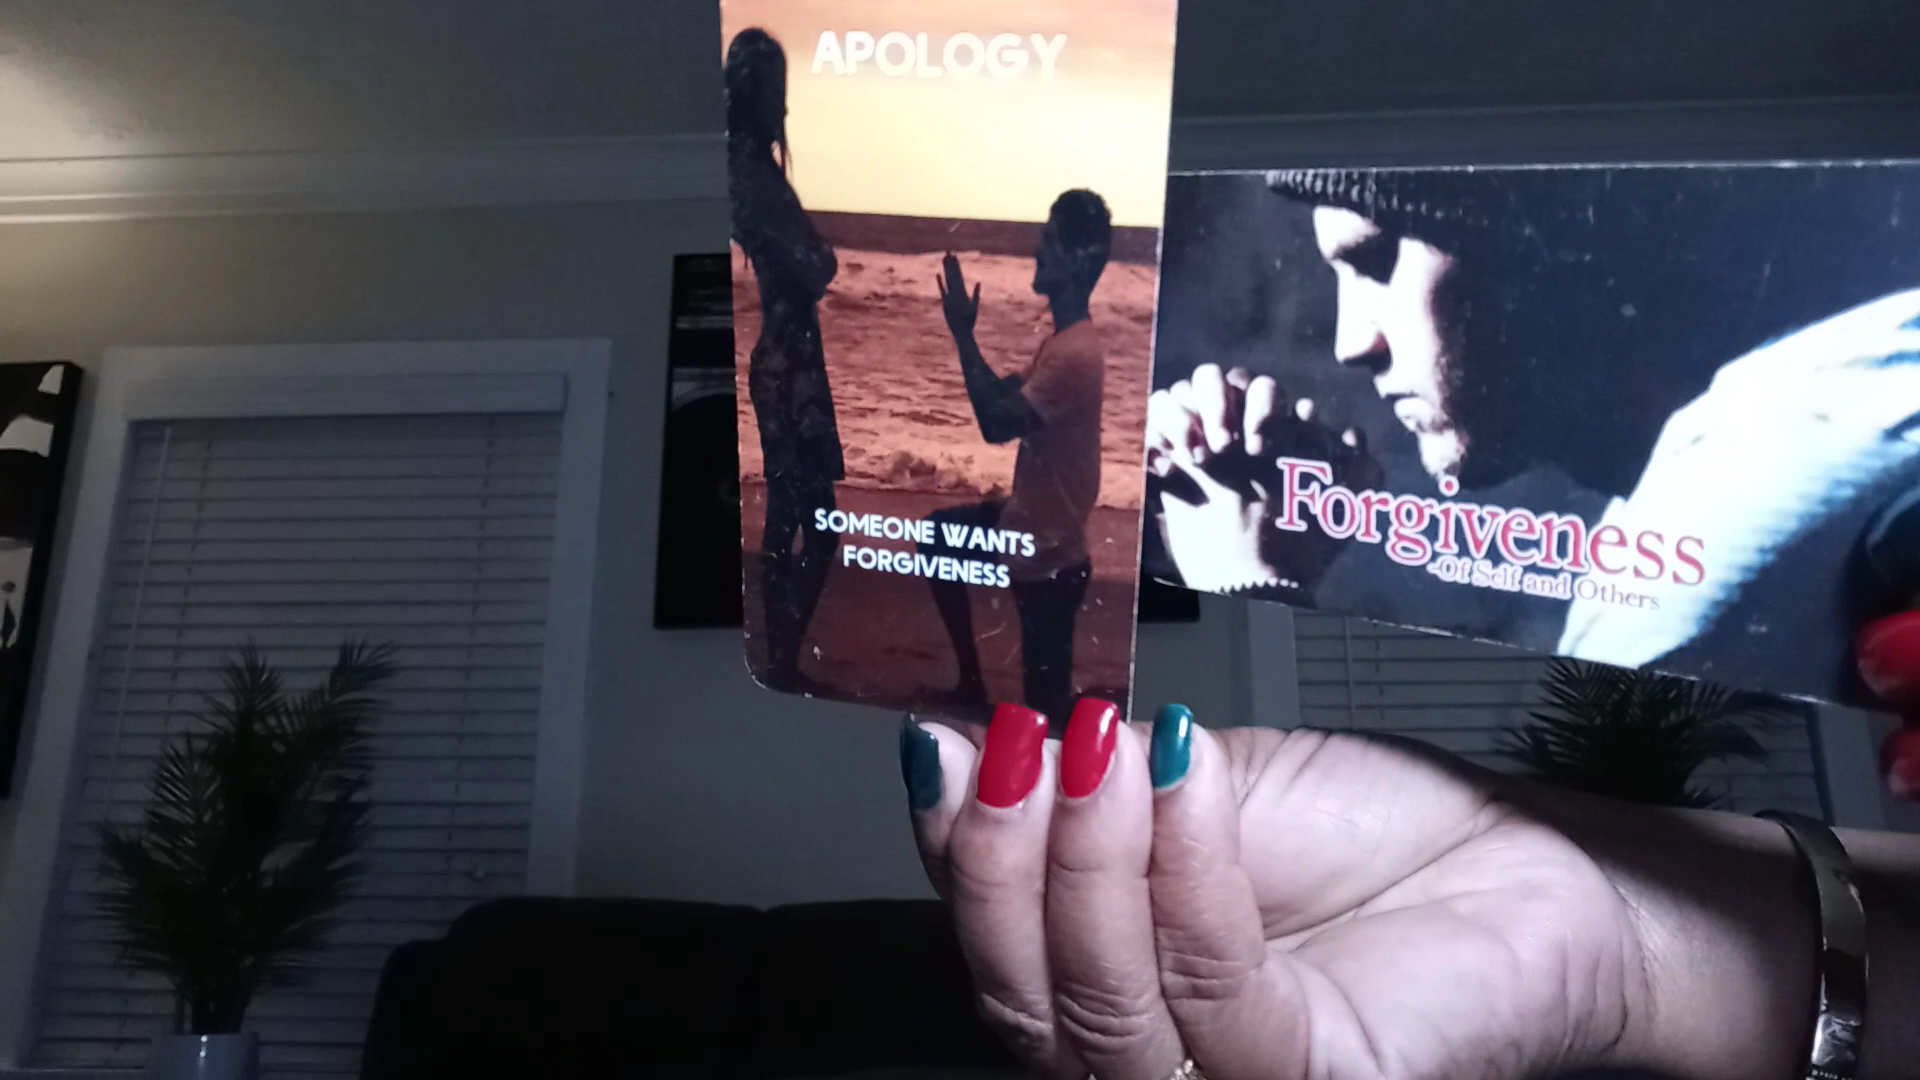 APOLOGY
SOMEONE WANTS
FORGIVENESS
Forgiveness
-Of Self and Others